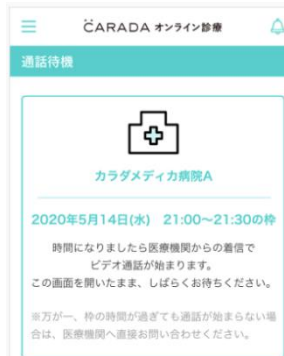 CARADA オンライン診療
通話待機
カラダメディカ病院A
2020年5月14日(水) 21:00〜21:30の枠
時間になりましたら医療機関からの着信で
ビデオ通話が始まります。
この画面を開いたまま、しばらくお待ちください。
※万が一、枠の時間が過ぎても通話が始まらない場
合は、医療機関へ直接お問い合わせください。